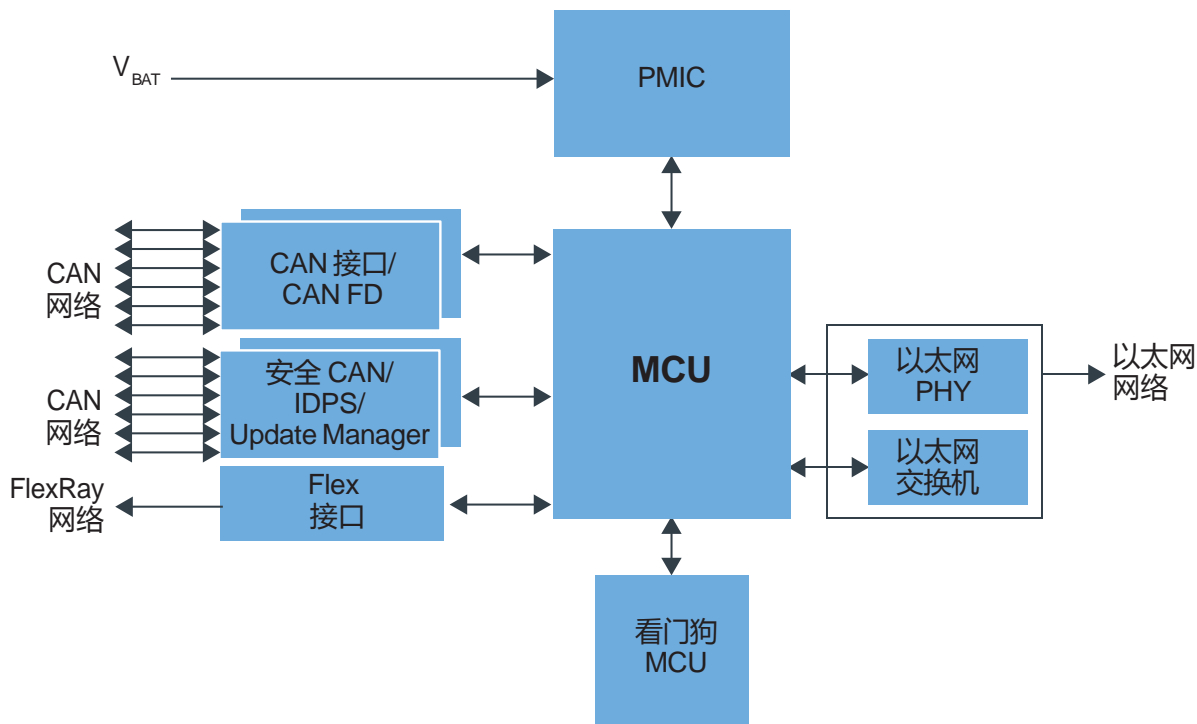 V BAT
PMIC
CAN
网络
CAN 接口/
CAN FD
CAN
网络
安全 CAN/
IDPS/
Update Manager
FlexRay
网络
Flex
接口
MCU
以太网
PHY
以太网
交换机
以太网
网络
看门狗
MCU